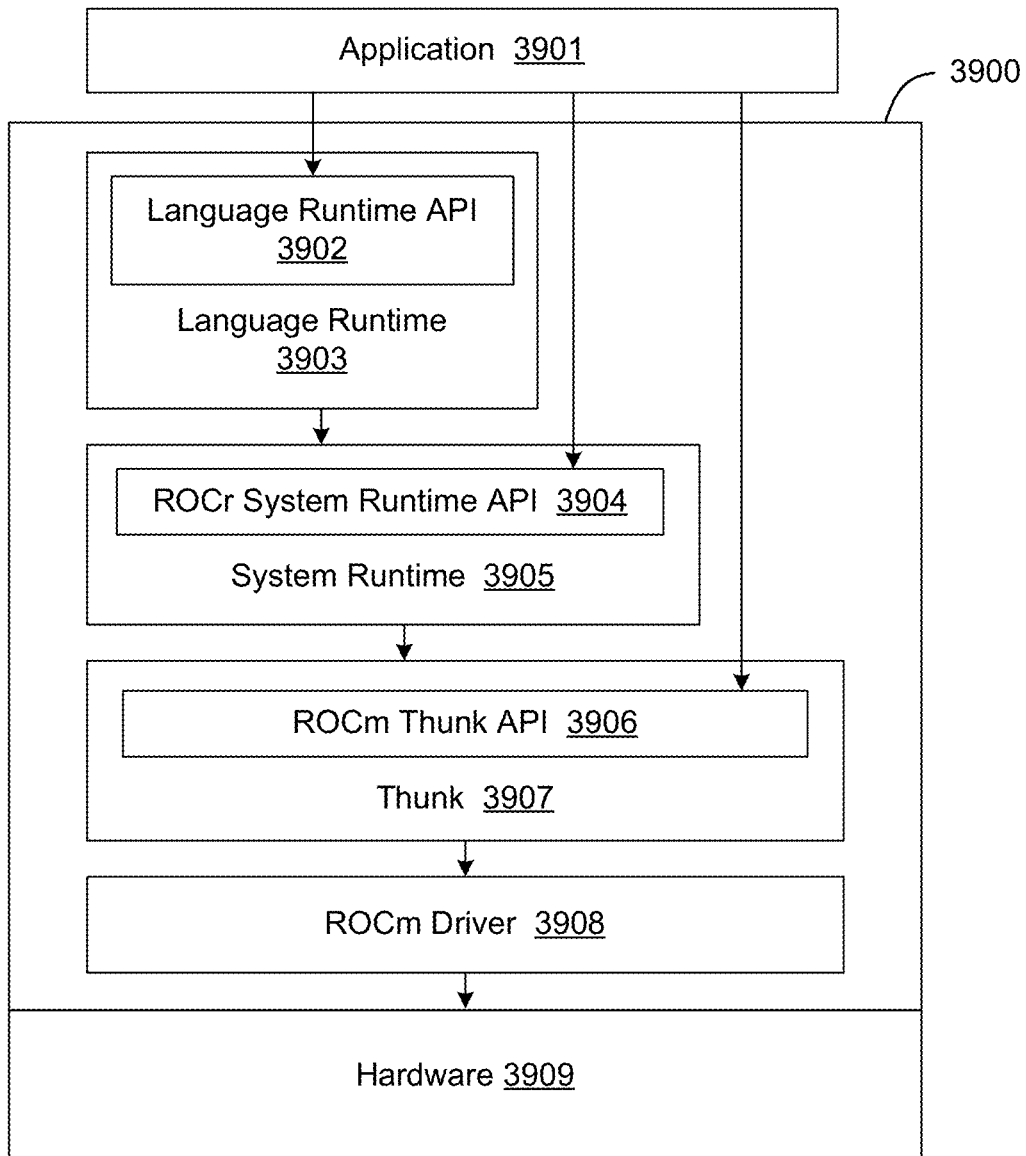 Application 3901
3900
Language Runtime API
3902
Language Runtime
3903
ROCr System Runtime API 3904
System Runtime 3905
ROCm Thunk API 3906
Thunk 3907
ROCm Driver 3908
Hardware 3909